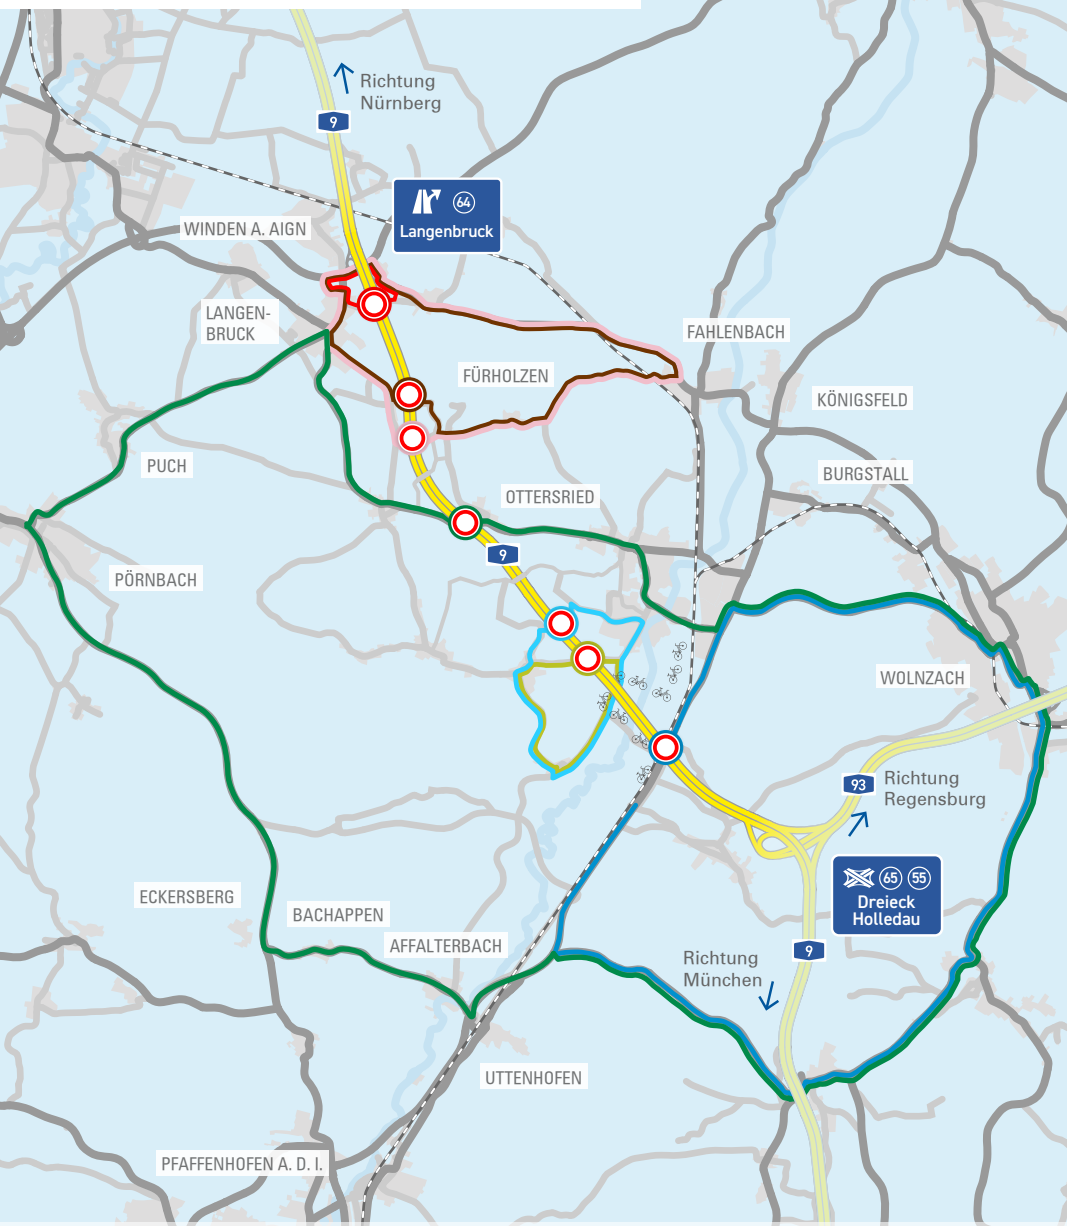 Richtung
Nürnberg
9
64
Langenbruck
WINDEN A. AIGN
LANGEN-
BRUCK
FAHLENBACH
FÜRHOLZEN
KÖNIGSFELD
PUCH
BURGSTALL
OTTERSRIED
9
PÖRNBACH
WOLNZACH
93
Richtung
Regensburg
65 55
Dreieck
Holledau
ECKERSBERG
BACHAPPEN
AFFALTERBACH
9
Richtung
München
UTTENHOFEN
PFAFFENHOFEN A. D. I.